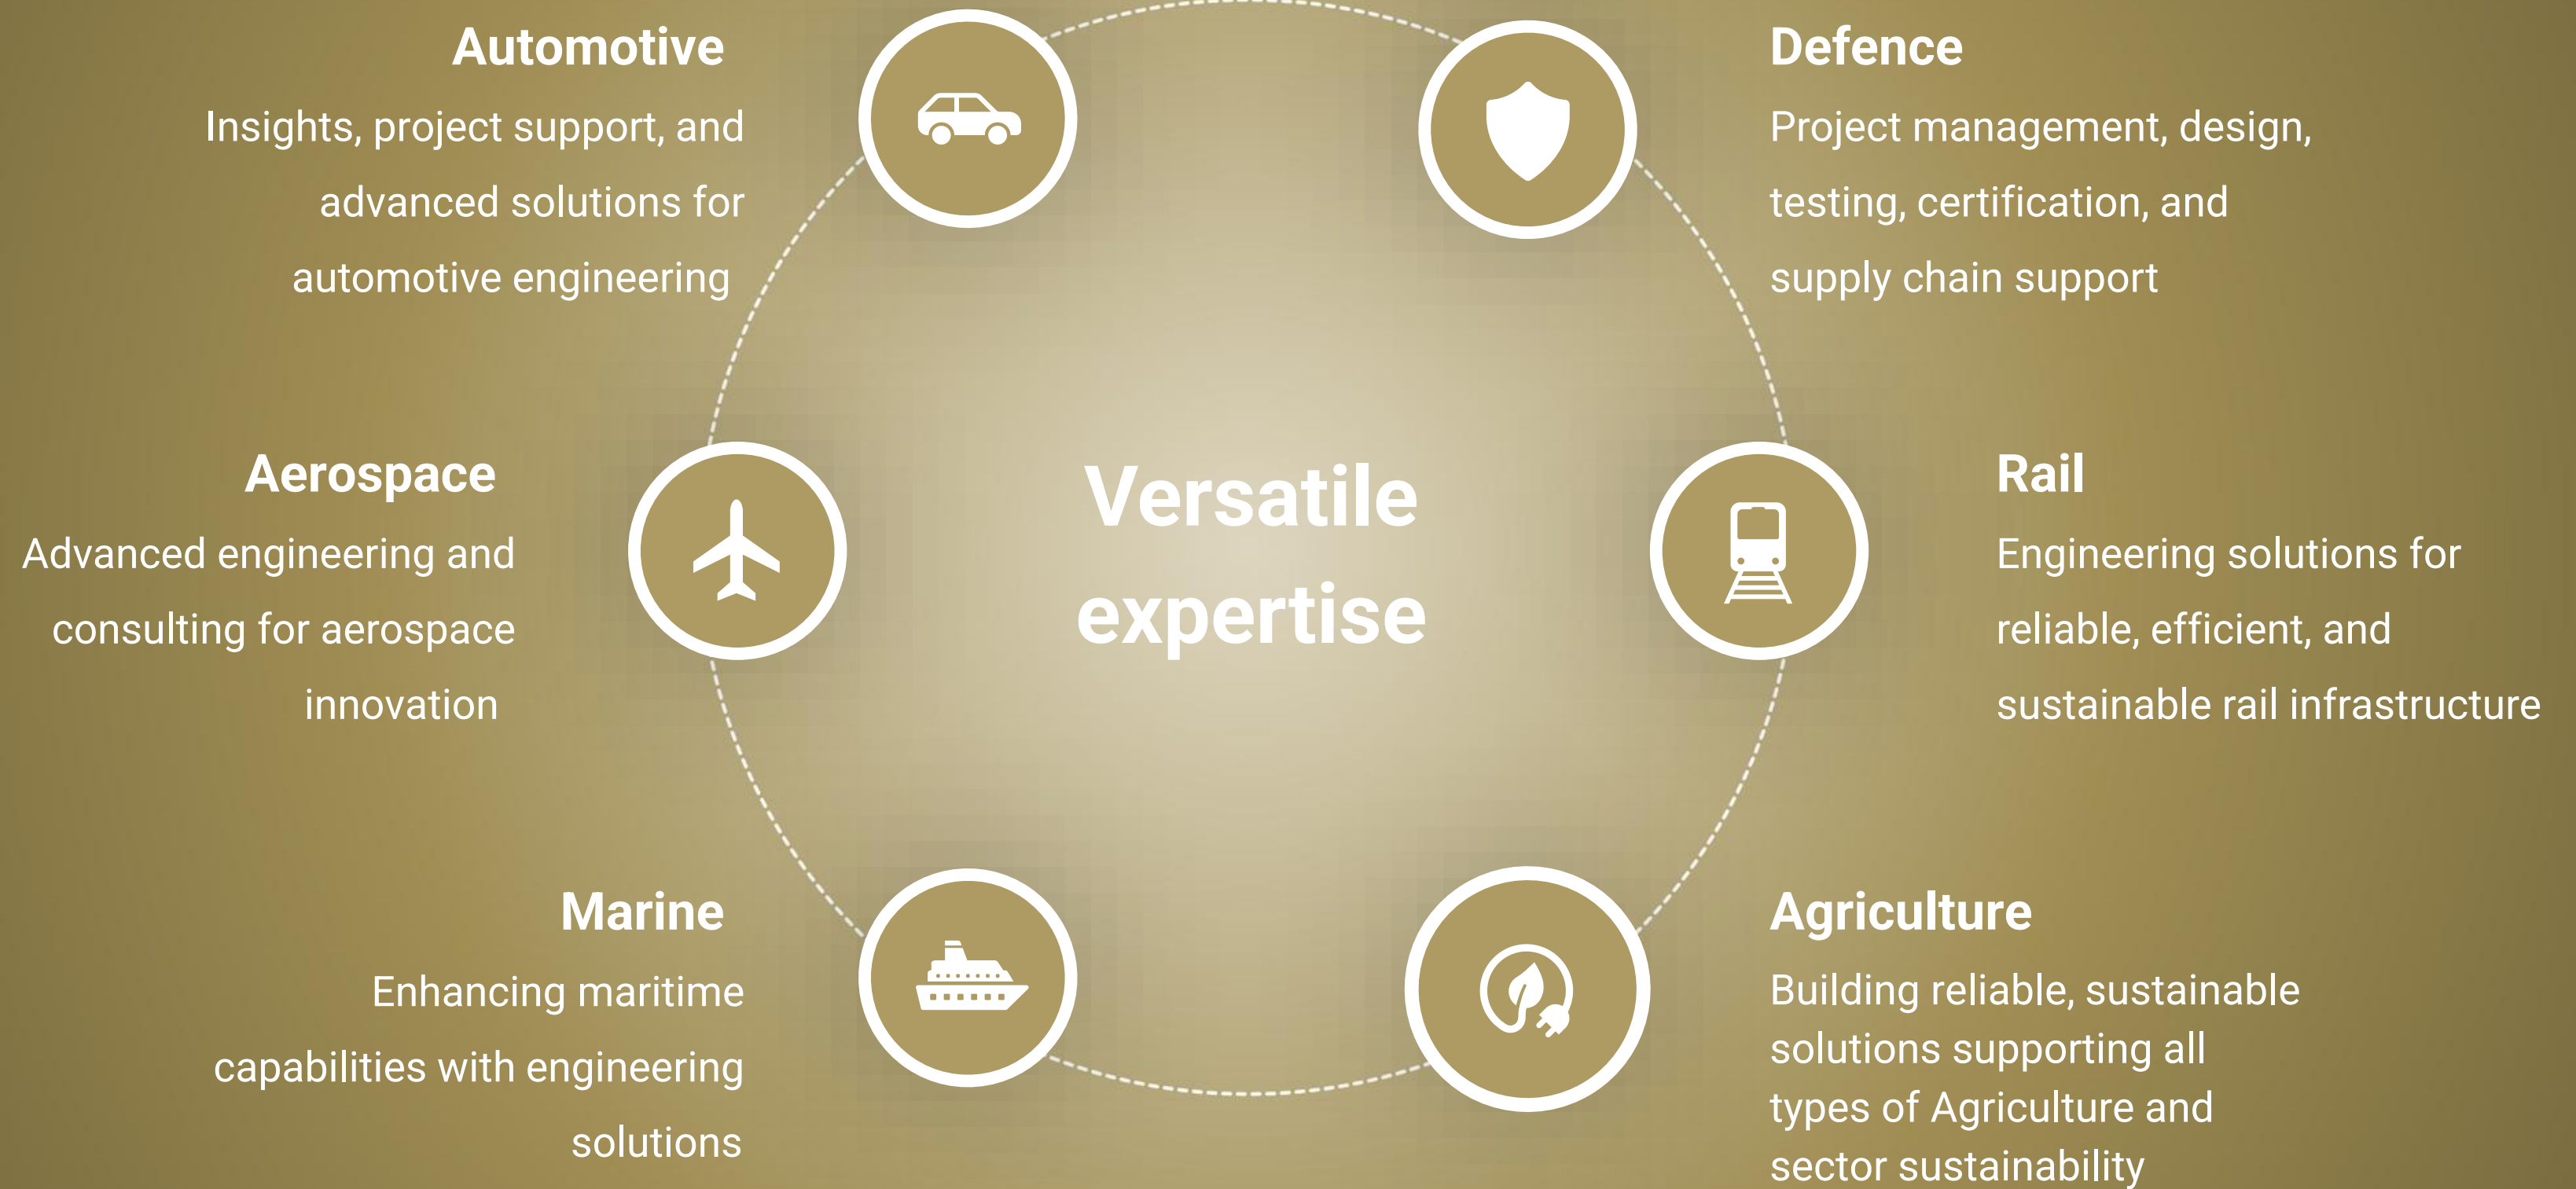 Automotive
Insights, project support, and
advanced solutions for
automotive engineering
Defence
Project management, design,
testing, certification, and
supply chain support
Aerospace
Advanced engineering and
consulting for aerospace
innovation
Versatile
expertise
Rail
Engineering solutions for
reliable, efficient, and
sustainable rail infrastructure
Marine
Enhancing maritime
capabilities with engineering
solutions
Agriculture
Building reliable, sustainable
solutions supporting all
types of Agriculture and
sector sustainability